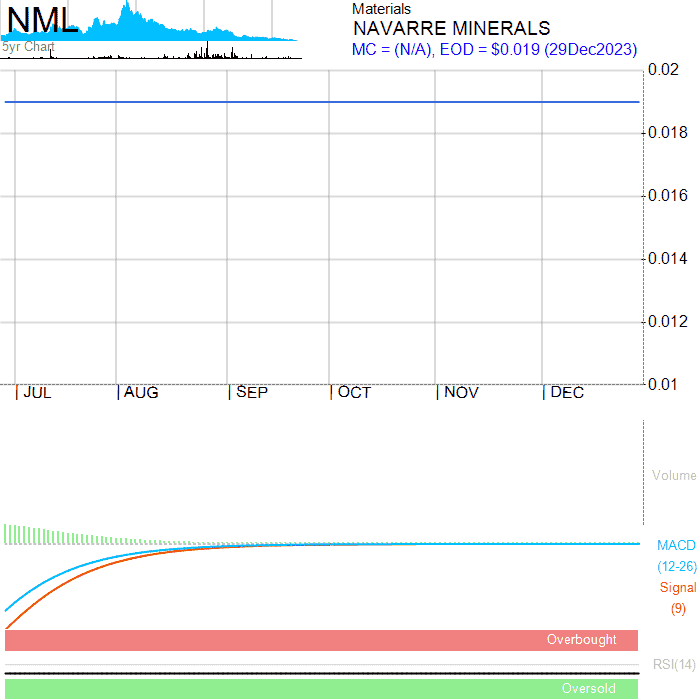 NML
5yr Chart
Materials
NAVARRE MINERALS
MC = (N/A), EOD = $0.019 (29Dec2023)
0.02
0.018
0.016
0.014
0.012
0.01
JUL AUG SEP OCT NOV DEC
Volume
MACD
(12-26)
Signal
(9)
Overbought
RSI(14)
Oversold